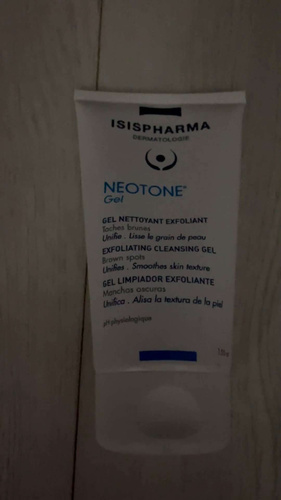 ISISPHARMA
DERMATOLOGIE
NEOTONE®
Gel
GEL NETTOYANT EXFOLIANT
Taches brunes
Unifie . Lisse le grain de peau
EXFOLIATING CLEANSING GEL
Brown spots
Unifies . Smoothes skin texture
GEL LIMPIADOR EXFOLIANTE
Manchas oscuras
Unifica . Alisa la textura de la piel
pH physiologique